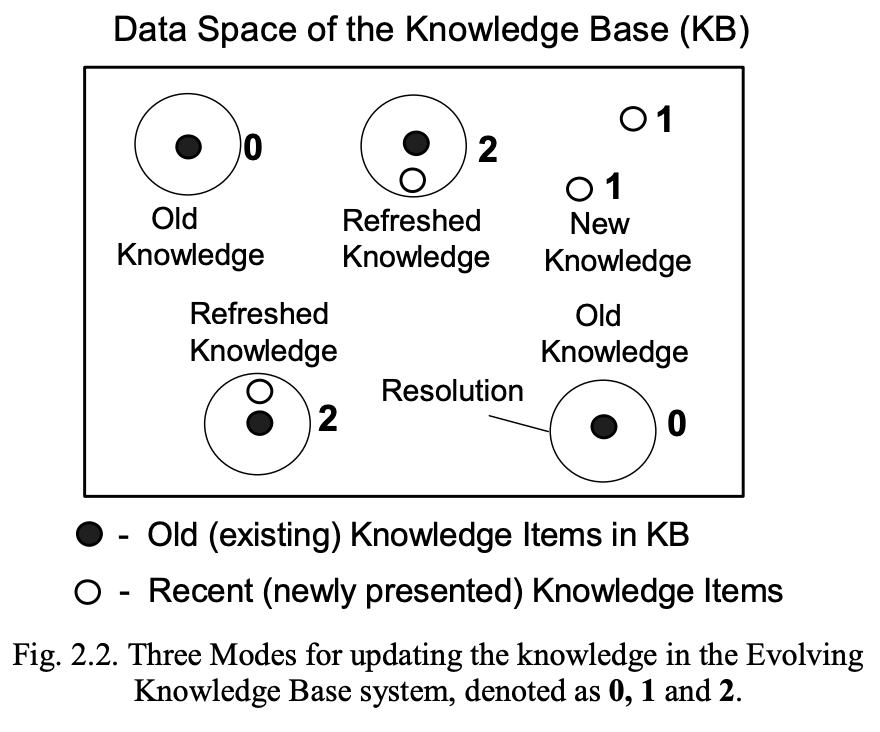 Data Space of the Knowledge Base (KB)
0
2
1
1
Old
Knowledge
Refreshed
Knowledge
New
Knowledge
Refreshed
Knowledge
Old
Knowledge
Resolution
2
0
- Old (existing) Knowledge Items in KB
- Recent (newly presented) Knowledge Items
Fig. 2.2. Three Modes for updating the knowledge in the Evolving
Knowledge Base system, denoted as 0, 1 and 2.